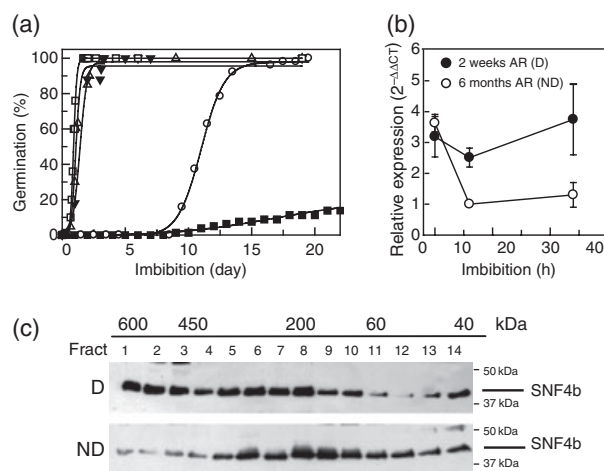 (a)
Germination (%)
100
80
60
40
20
0
0 5 10 15 20
Imbibition (day)
(b)
Relative expression (2−ΔΔCT)
6
5
4
3
2
1
0
● 2 weeks AR (D)
○ 6 months AR (ND)
0 10 20 30 40
Imbibition (h)
(c)
600 450 200 60 40 kDa
Fract 1 2 3 4 5 6 7 8 9 10 11 12 13 14
D
50 kDa
SNF4b
37 kDa
ND
50 kDa
SNF4b
37 kDa